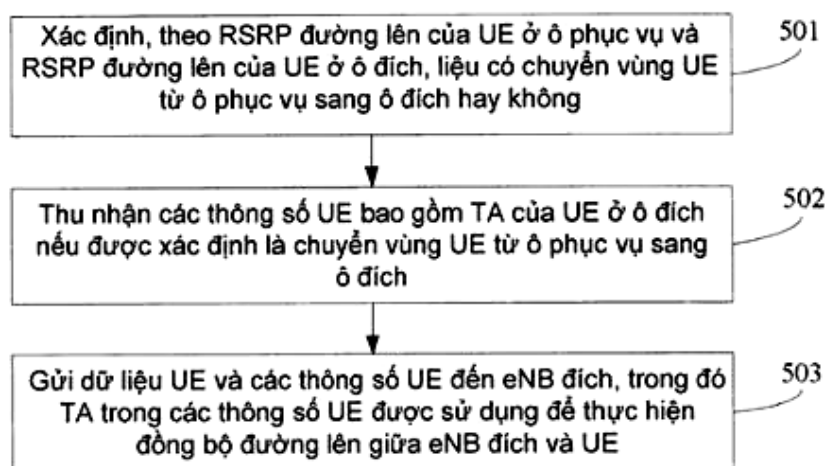 Xác định, theo RSRP đường lên của UE ở ô phục vụ và
RSRP đường lên của UE ở ô đích, liệu có chuyển vùng UE
từ ô phục vụ sang ô đích hay không
501
Thu nhận các thông số UE bao gồm TA của UE ở ô đích
nếu được xác định là chuyển vùng UE từ ô phục vụ sang
ô đích
502
Gửi dữ liệu UE và các thông số UE đến eNB đích, trong đó
TA trong các thông số UE được sử dụng để thực hiện
đồng bộ đường lên giữa eNB đích và UE
503